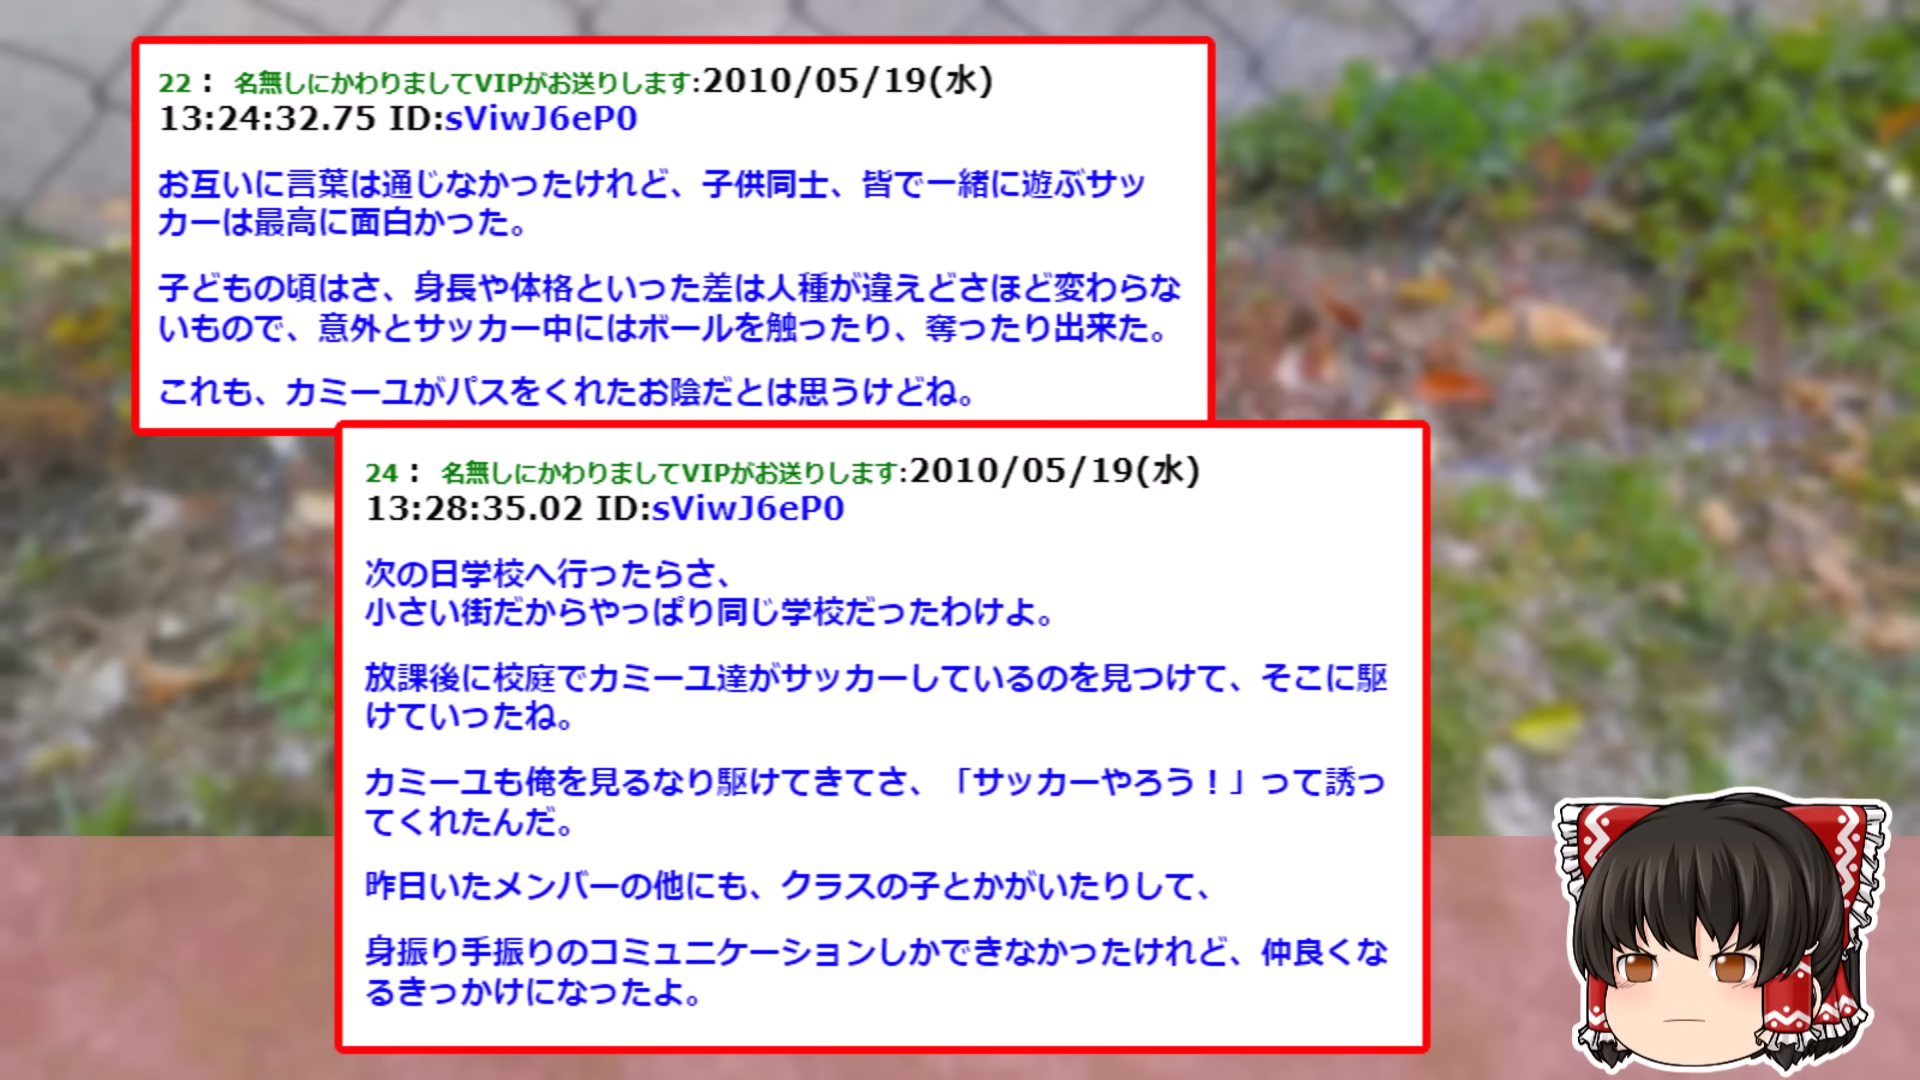 22： 名無しにかわりましてVIPがお送りします:2010/05/19(水)
13:24:32.75 ID:sViwJ6eP0
お互いに言葉は通じなかったけれど、子供同士、皆で一緒に遊ぶサッ
カーは最高に面白かった。
子どもの頃はさ、身長や体格といった差は人種が違えどさほど変わらな
いもので、意外とサッカー中にはボールを触ったり、奪ったり出来た。
これも、カミーユがパスをくれたお陰だとは思うけどね。
24： 名無しにかわりましてVIPがお送りします:2010/05/19(水)
13:28:35.02 ID:sViwJ6eP0
次の日学校へ行ったらさ、
小さい街だからやっぱり同じ学校だったわけよ。
放課後に校庭でカミーユ達がサッカーしているのを見つけて、そこに駆
けていったね。
カミーユも俺を見るなり駆けてきてさ、「サッカーやろう！」って誘っ
てくれたんだ。
昨日いたメンバーの他にも、クラスの子とかがいたりして、
身振り手振りのコミュニケーションしかできなかったけれど、仲良くな
るきっかけになったよ。